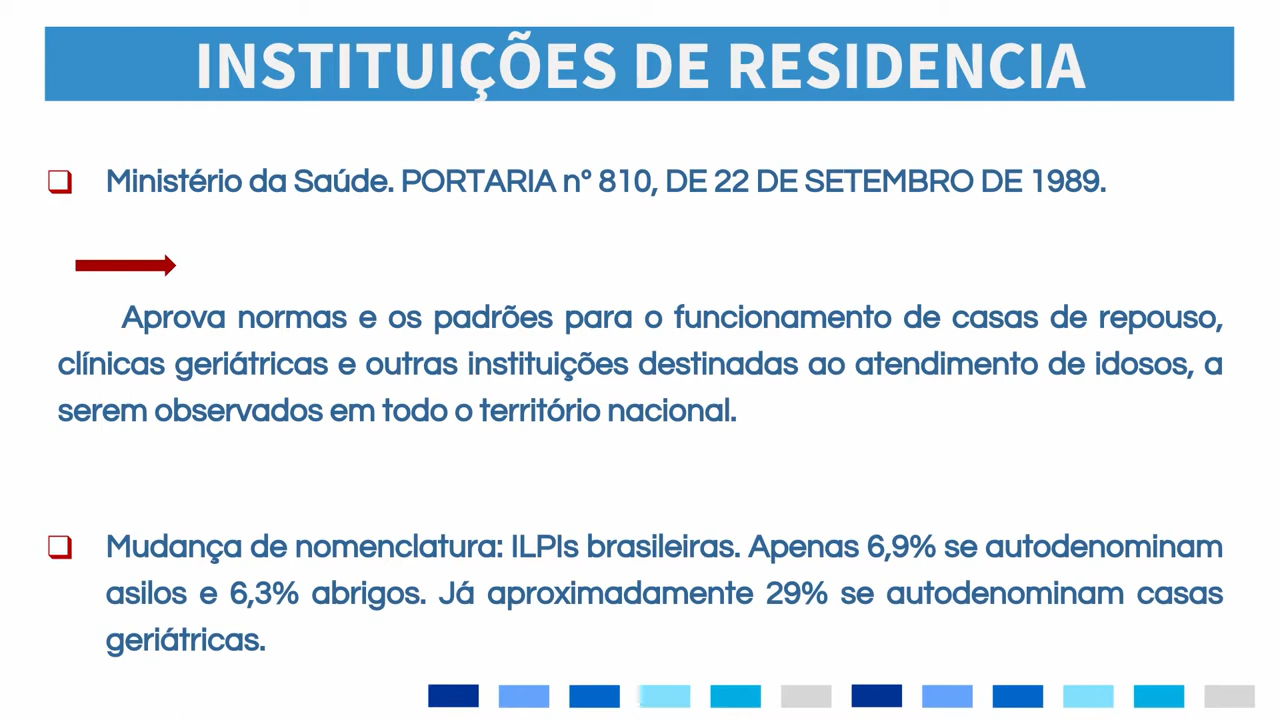 INSTITUIÇÕES DE RESIDENCIA
Ministério da Saúde. PORTARIA nº 810, DE 22 DE SETEMBRO DE 1989.
Aprova normas e os padrões para o funcionamento de casas de repouso,
clínicas geriátricas e outras instituições destinadas ao atendimento de idosos, a
serem observados em todo o território nacional.
Mudança de nomenclatura: ILPIs brasileiras. Apenas 6,9% se autodenominam
asilos e 6,3% abrigos. Já aproximadamente 29% se autodenominam casas
geriátricas.